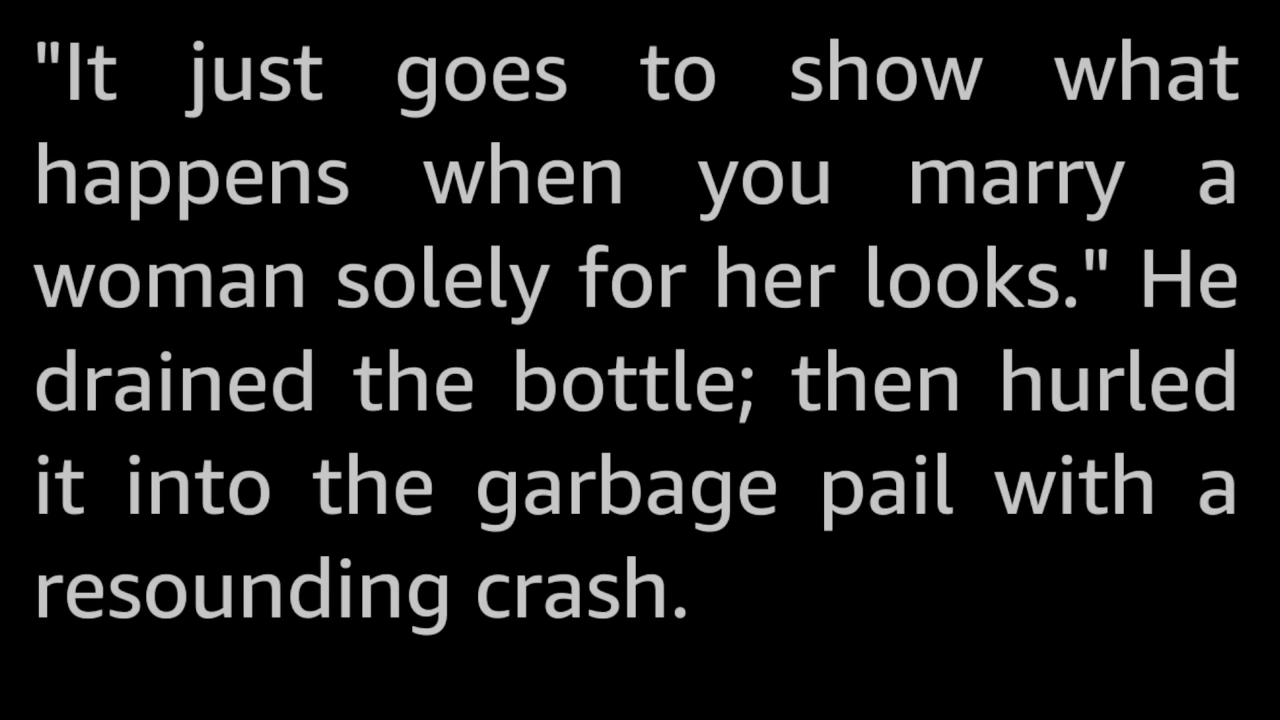 "It just goes to show what
happens when you marry a
woman solely for her looks." He
drained the bottle; then hurled
it into the garbage pail with a
resounding crash.